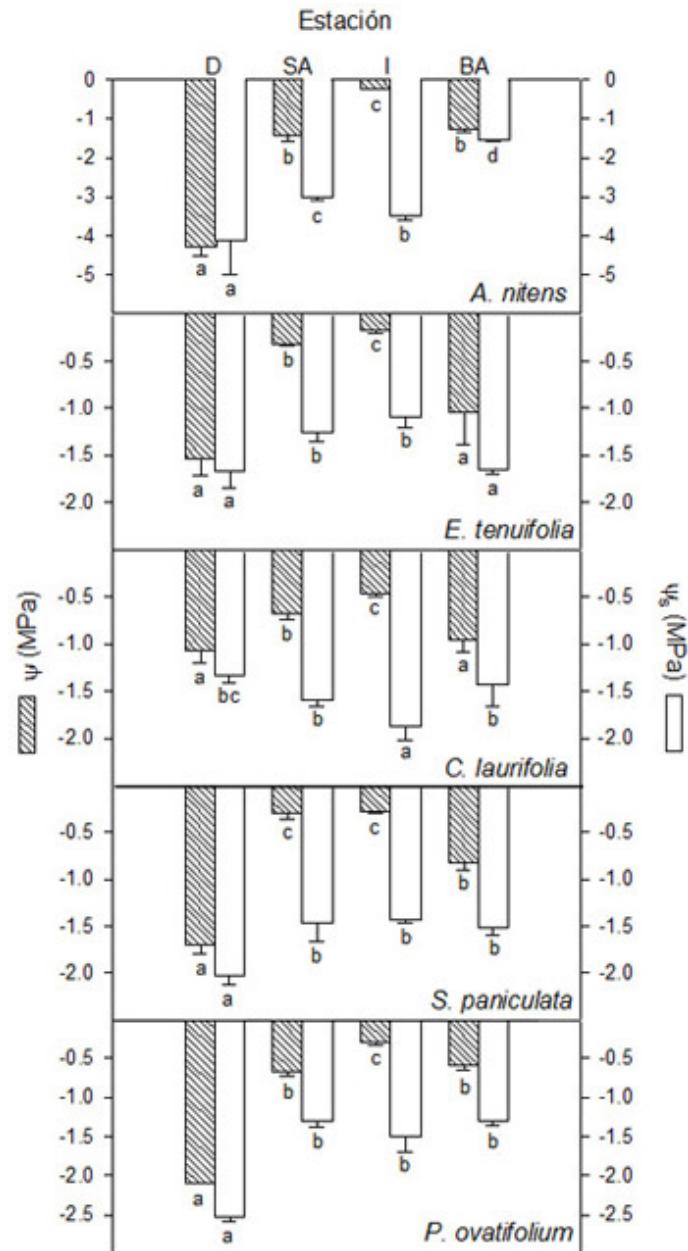 Estación
D SA I BA
0 0
-1 -1
-2 -2
-3 -3
-4 -4
-5 -5
a a b c c b b d
A. nitens
-0.5 -0.5
-1.0 -1.0
-1.5 -1.5
-2.0 -2.0
a a b b c b a a
E. tenuifolia
-0.5 -0.5
-1.0 -1.0
-1.5 -1.5
-2.0 -2.0
a bc b b c a a b
C. laurifolia
-0.5 -0.5
-1.0 -1.0
-1.5 -1.5
-2.0 -2.0
a a c b c b b b
S. paniculata
-0.5 -0.5
-1.0 -1.0
-1.5 -1.5
-2.0 -2.0
-2.5 -2.5
a a b b c b b b
P. ovatifolium
ψ (MPa)
ψs (MPa)